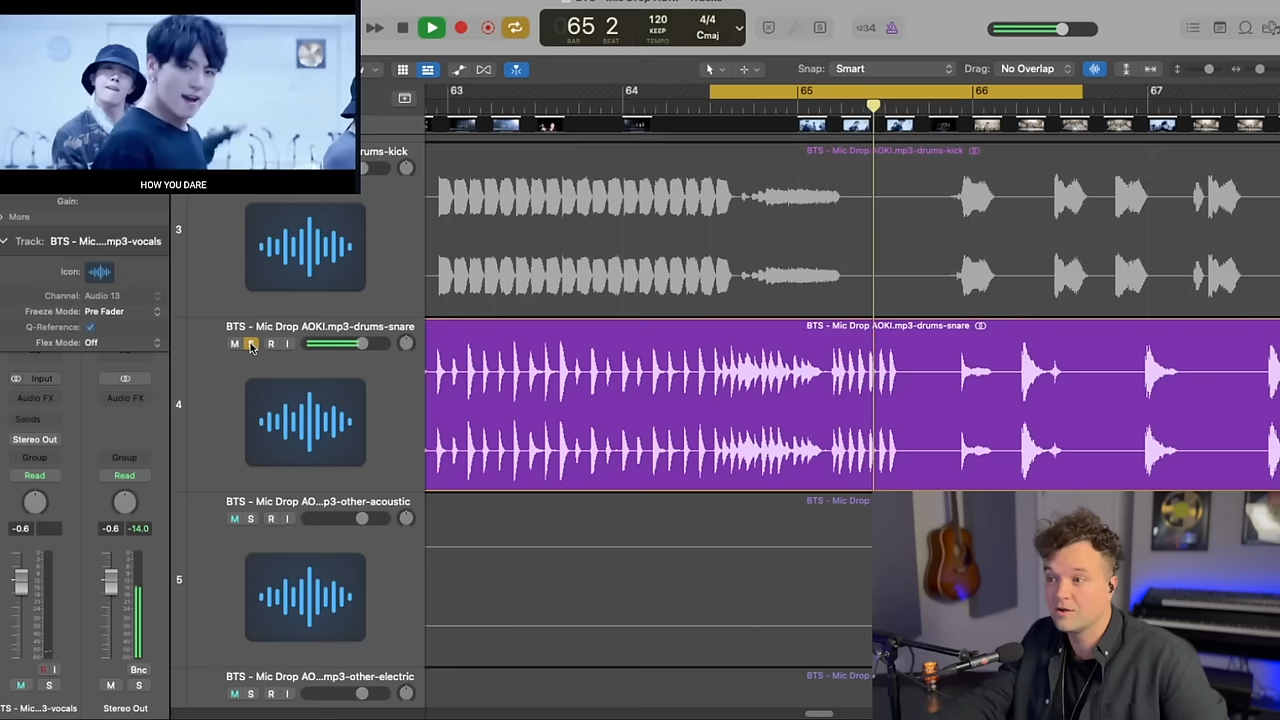 65 2
BAR BEAT
120
KEEP
TEMPO
4/4
Cmaj
1234
Snap: Smart
Drag: No Overlap
63 64 65 66 67
HOW YOU DARE
Gain:
More
Track: BTS - Mic....mp3-vocals
Icon:
Channel: Audio 13
Freeze Mode: Pre Fader
Q-Reference:
Flex Mode: Off
Input
Audio FX Audio FX
Sends
Stereo Out
Group Group
Read Read
-0.6 -0.6 -14.0
I Bnc
M S M S
TS - Mic...3-vocals Stereo Out
rums-kick
BTS - Mic Drop AOKI.mp3-drums-kick
3
BTS - Mic Drop AOKI.mp3-drums-snare
M S R I
BTS - Mic Drop AOKI.mp3-drums-snare
4
BTS - Mic Drop AO...p3-other-acoustic
M S R I
BTS - Mic Drop
5
BTS - Mic Drop AO...mp3-other-electric
M S R I
BTS - Mic Drop